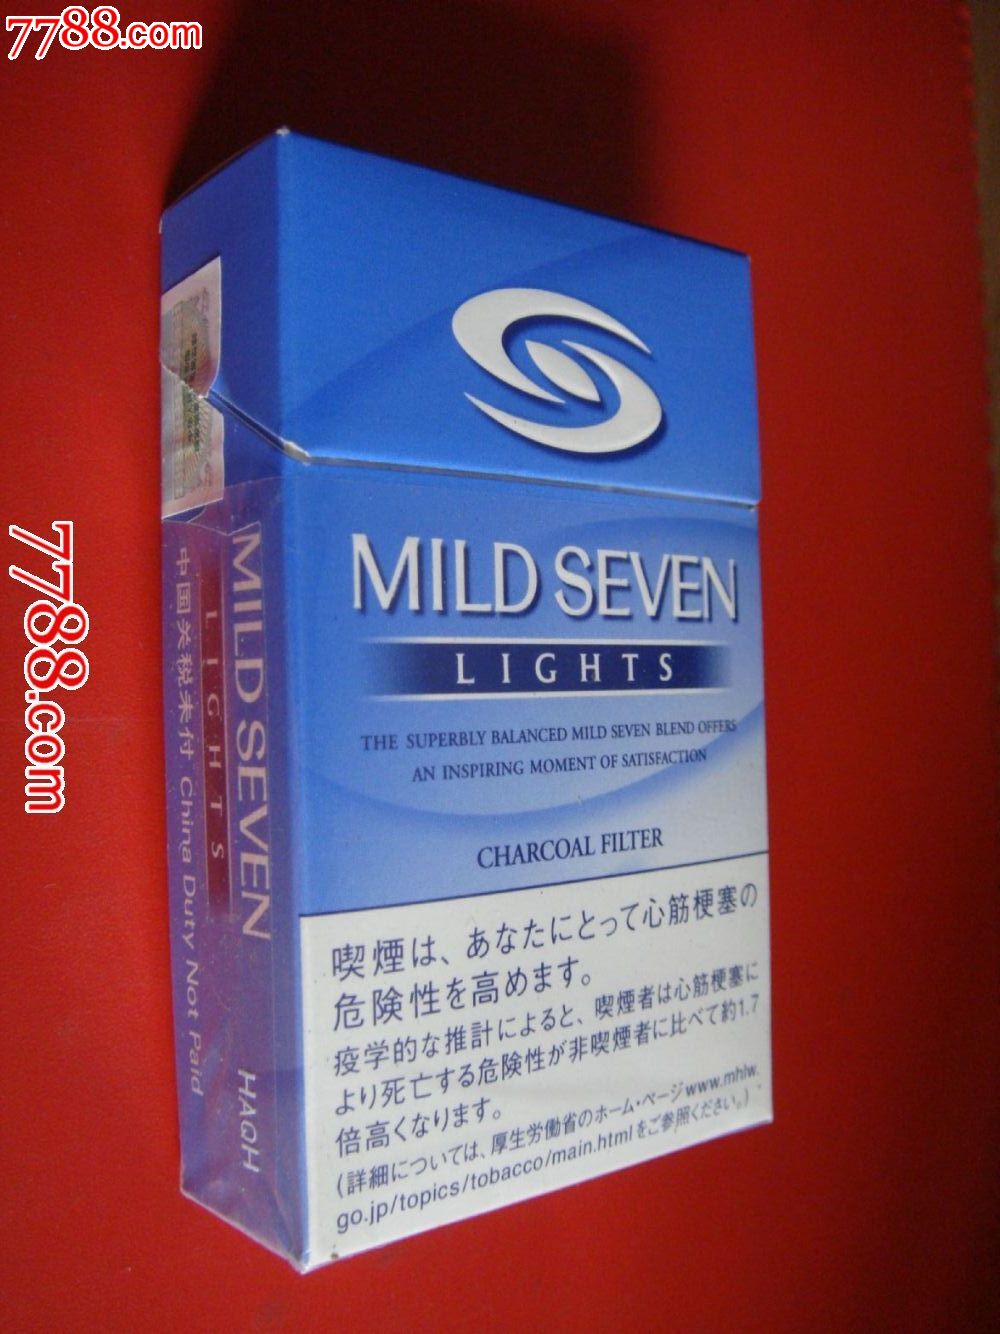 7788.com
MILD SEVEN
LIGHTS
THE SUPERBLY BALANCED MILD SEVEN BLEND OFFERS
AN INSPIRING MOMENT OF SATISFACTION
CHARCOAL FILTER
喫煙は、あなたにとって心筋梗塞の
危険性を高めます。
疫学的な推計によると、喫煙者は心筋梗塞に
より死亡する危険性が非喫煙者に比べて約1.7
倍高くなります。
(詳細については、厚生労働省のホーム・ページwww.mhlw.
go.jp/topics/tobacco/main.htmlをご参照ください。)
MILD SEVEN
LIGHTS
中国关税未付 China Duty Not Paid
HAQH
7788.com